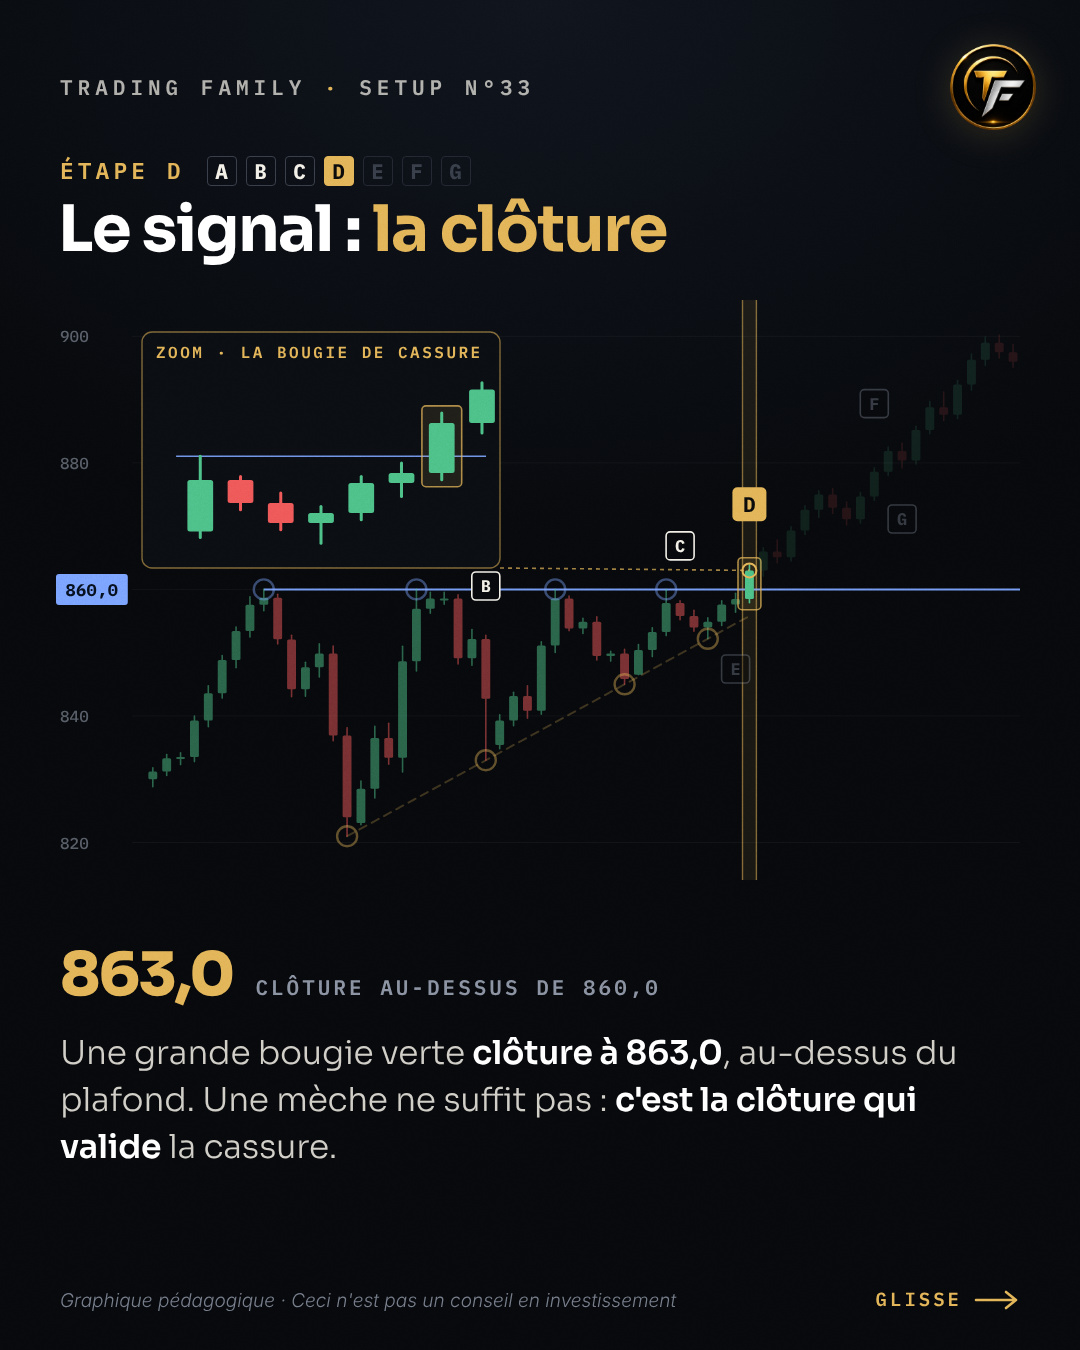 TRADING FAMILY · SETUP N°33
TF
ÉTAPE D A B C D E F G
Le signal : la clôture
900
ZOOM · LA BOUGIE DE CASSURE
F
880
D
G
C
B
860,0
E
840
820
863,0 CLÔTURE AU-DESSUS DE 860,0
Une grande bougie verte clôture à 863,0, au-dessus du
plafond. Une mèche ne suffit pas : c'est la clôture qui
valide la cassure.
Graphique pédagogique · Ceci n'est pas un conseil en investissement
GLISSE